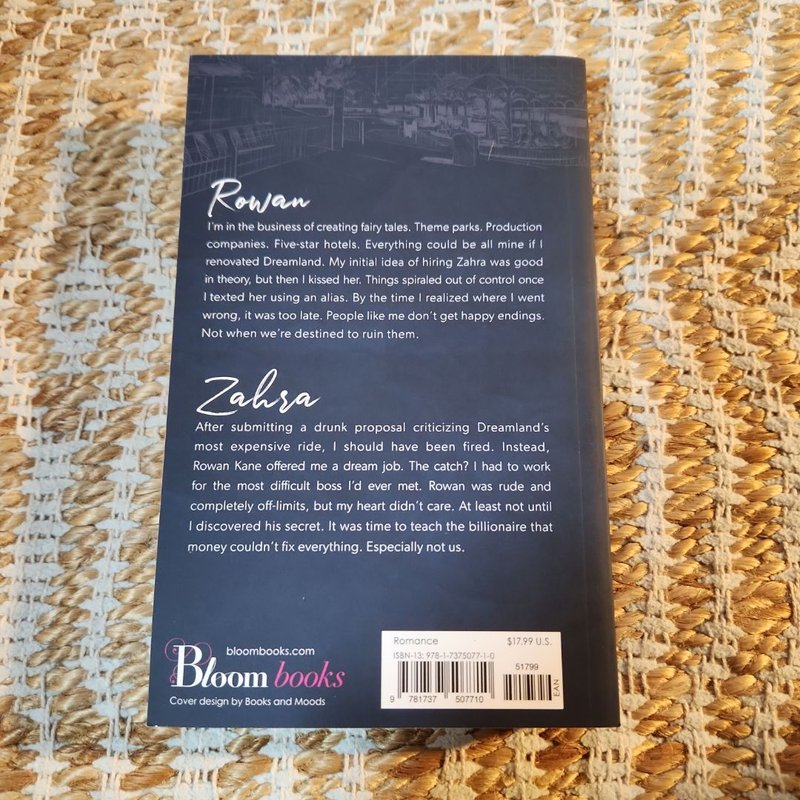 Rowan
I'm in the business of creating fairy tales. Theme parks. Production
companies. Five-star hotels. Everything could be all mine if I
renovated Dreamland. My initial idea of hiring Zahra was good
in theory, but then I kissed her. Things spiraled out of control once
I texted her using an alias. By the time I realized where I went
wrong, it was too late. People like me don't get happy endings.
Not when we're destined to ruin them.
Zahra
After submitting a drunk proposal criticizing Dreamland's
most expensive ride, I should have been fired. Instead,
Rowan Kane offered me a dream job. The catch? I had to work
for the most difficult boss I'd ever met. Rowan was rude and
completely off-limits, but my heart didn't care. At least not until
I discovered his secret. It was time to teach the billionaire that
money couldn't fix everything. Especially not us.
bloombooks.com
Bloom books
Cover design by Books and Moods
Romance $17.99 U.S.
ISBN-13: 978-1-7375077-1-0
51799
9 781737 507710
EAN